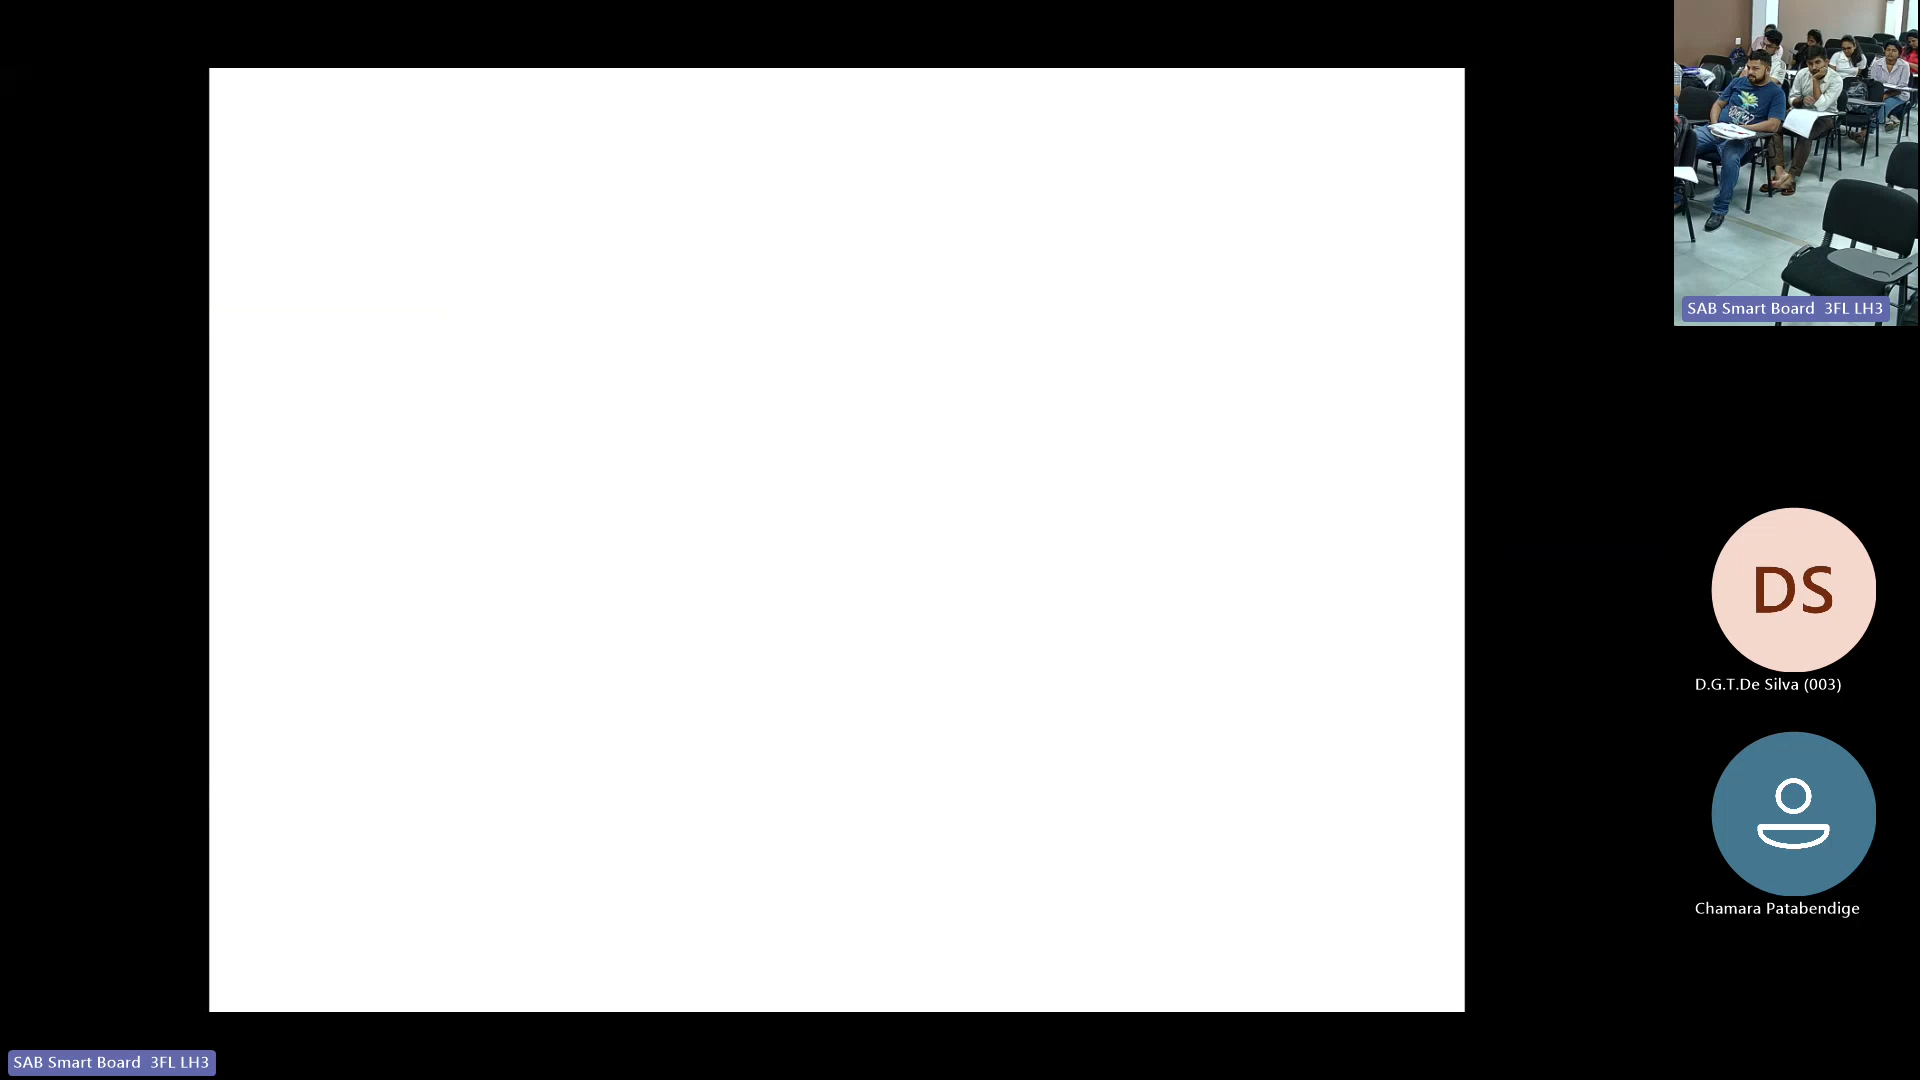 SAB Smart Board 3FL LH3
DS
D.G.T.De Silva (003)
Chamara Patabendige
SAB Smart Board 3FL LH3